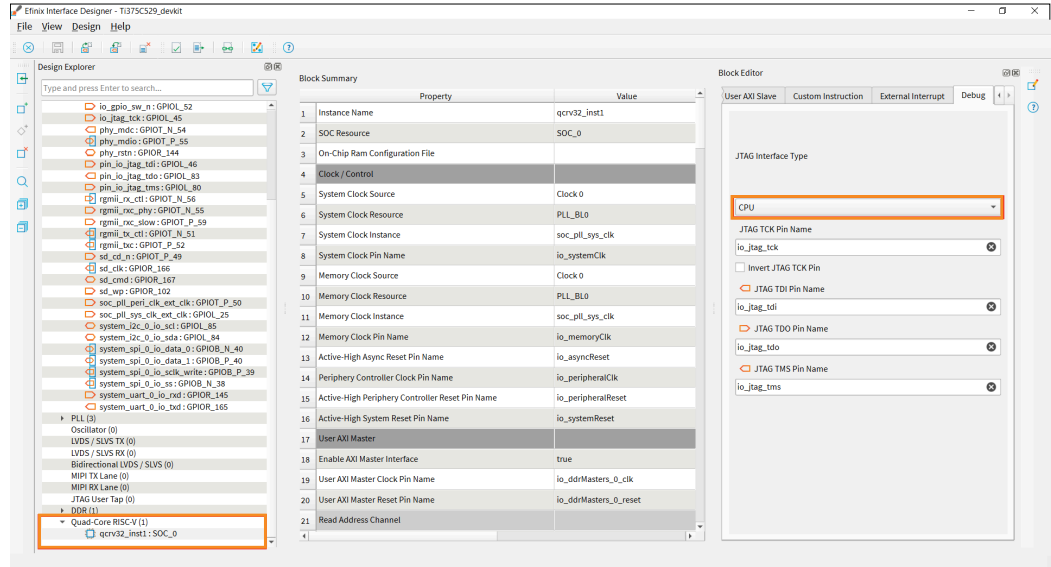 Efinix Interface Designer - Ti375C529_devkit
File View Design Help
Design Explorer
Type and press Enter to search...
io_gpio_sw_n : GPIOL_52
io_jtag_tck : GPIOL_45
phy_mdc : GPIOT_N_54
phy_mdio : GPIOT_P_55
phy_rstn : GPIOR_144
pin_io_jtag_tdi : GPIOL_46
pin_io_jtag_tdo : GPIOL_83
pin_io_jtag_tms : GPIOL_80
rgmii_rx_ctl : GPIOT_N_56
rgmii_rxc_phy : GPIOT_N_55
rgmii_rxc_slow : GPIOT_P_59
rgmii_tx_ctl : GPIOT_N_51
rgmii_txc : GPIOT_P_52
sd_cd_n : GPIOT_P_49
sd_clk : GPIOR_166
sd_cmd : GPIOR_167
sd_wp : GPIOR_102
soc_pll_peri_clk_ext_clk : GPIOT_P_50
soc_pll_sys_clk_ext_clk : GPIOL_25
system_i2c_0_io_scl : GPIOL_85
system_i2c_0_io_sda : GPIOL_84
system_spi_0_io_data_0 : GPIOB_N_40
system_spi_0_io_data_1 : GPIOB_P_40
system_spi_0_io_sclk_write : GPIOB_P_39
system_spi_0_io_ss : GPIOB_N_38
system_uart_0_io_rxd : GPIOR_145
system_uart_0_io_txd : GPIOR_165
PLL (3)
Oscillator (0)
LVDS / SLVS TX (0)
LVDS / SLVS RX (0)
Bidirectional LVDS / SLVS (0)
MIPI TX Lane (0)
MIPI RX Lane (0)
JTAG User Tap (0)
DDR (1)
Quad-Core RISC-V (1)
qcrv32_inst1 : SOC_0
Block Summary
Property Value
1 Instance Name qcrv32_inst1
2 SOC Resource SOC_0
3 On-Chip Ram Configuration File
4 Clock / Control
5 System Clock Source Clock 0
6 System Clock Resource PLL_BL0
7 System Clock Instance soc_pll_sys_clk
8 System Clock Pin Name io_systemClk
9 Memory Clock Source Clock 0
10 Memory Clock Resource PLL_BL0
11 Memory Clock Instance soc_pll_sys_clk
12 Memory Clock Pin Name io_memoryClk
13 Active-High Async Reset Pin Name io_asyncReset
14 Periphery Controller Clock Pin Name io_peripheralClk
15 Active-High Periphery Controller Reset Pin Name io_peripheralReset
16 Active-High System Reset Pin Name io_systemReset
17 User AXI Master
18 Enable AXI Master Interface true
19 User AXI Master Clock Pin Name io_ddrMasters_0_clk
20 User AXI Master Reset Pin Name io_ddrMasters_0_reset
21 Read Address Channel
Block Editor
User AXI Slave Custom Instruction External Interrupt Debug
JTAG Interface Type
CPU
JTAG TCK Pin Name
io_jtag_tck
Invert JTAG TCK Pin
JTAG TDI Pin Name
io_jtag_tdi
JTAG TDO Pin Name
io_jtag_tdo
JTAG TMS Pin Name
io_jtag_tms